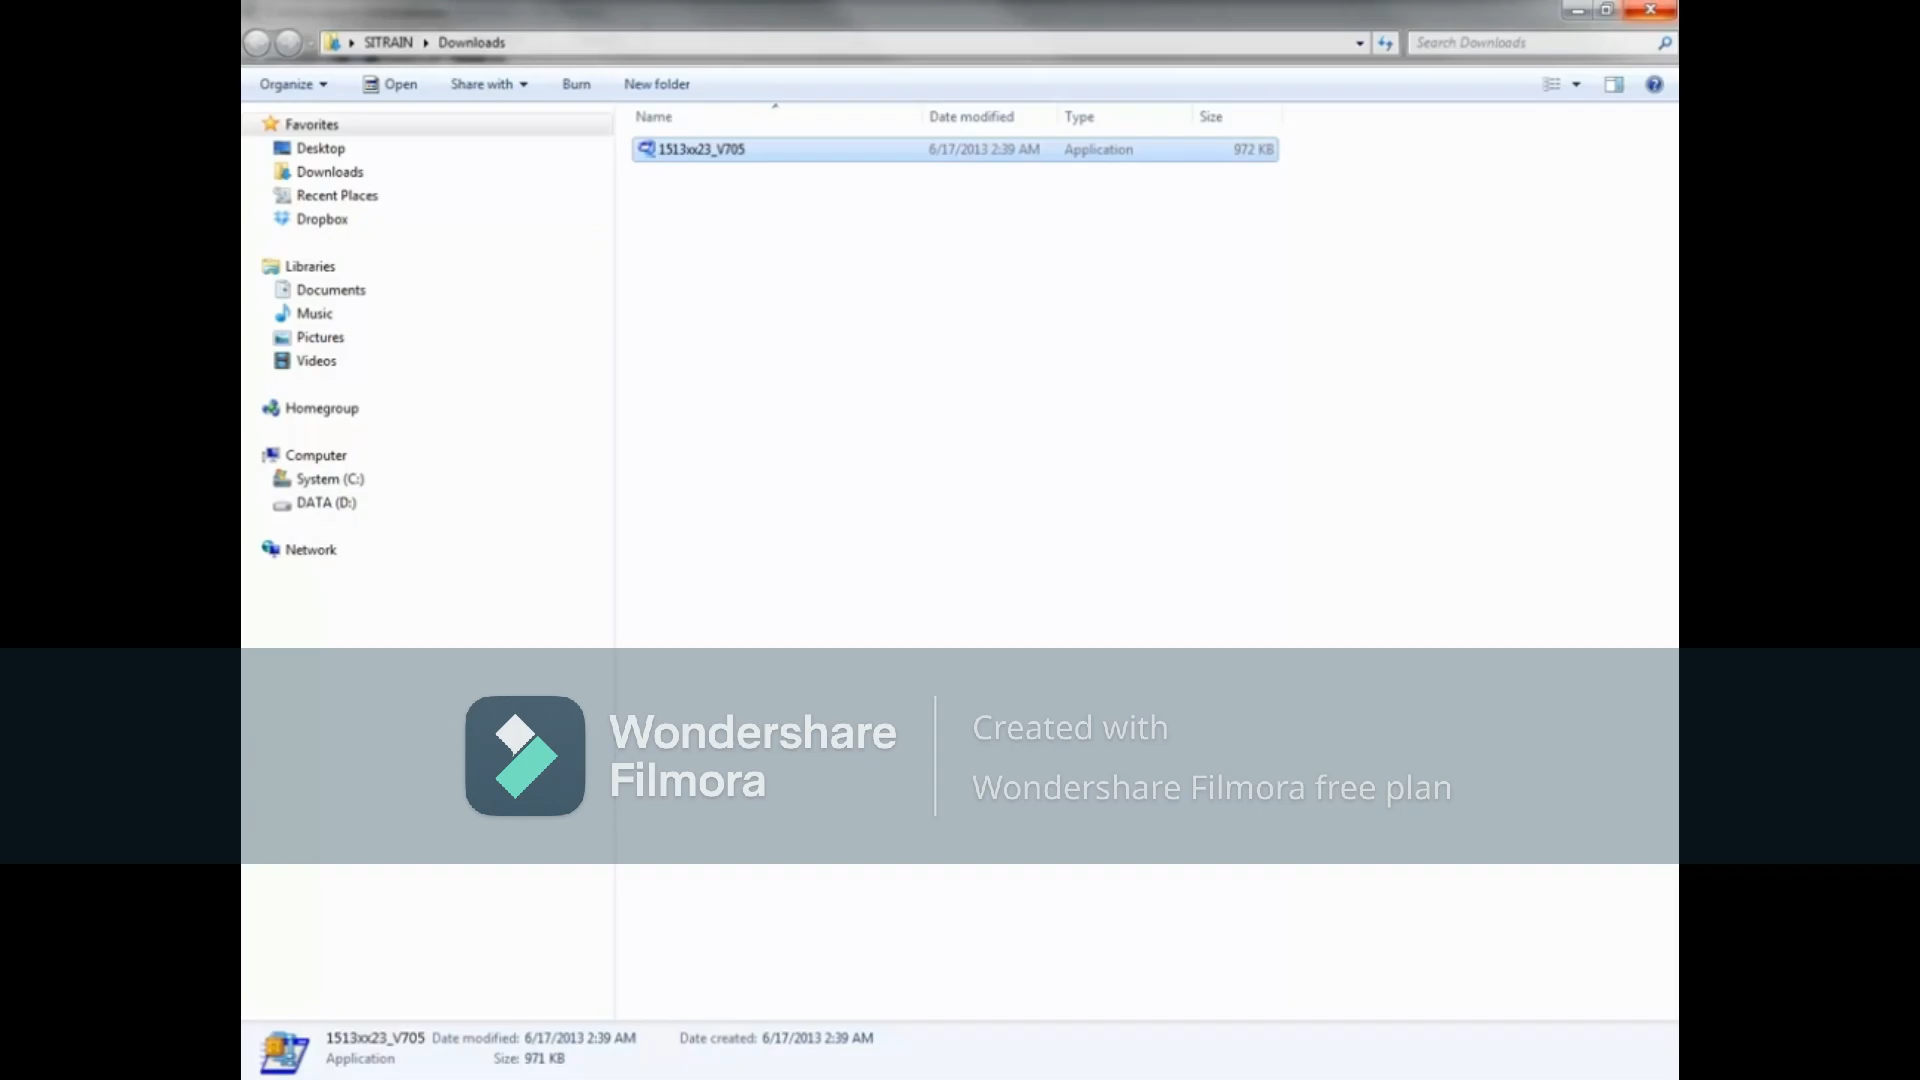 SITRAIN Downloads
Search Downloads
Organize Open Share with Burn New folder
Name Date modified Type Size
1513xx23_V705 6/17/2013 2:39 AM Application 972 KB
Favorites
Desktop
Downloads
Recent Places
Dropbox
Libraries
Documents
Music
Pictures
Videos
Homegroup
Computer
System (C:)
DATA (D:)
Network
Wondershare
Filmora
Created with
Wondershare Filmora free plan
1513xx23_V705 Date modified: 6/17/2013 2:39 AM Date created: 6/17/2013 2:39 AM
Application Size: 971 KB